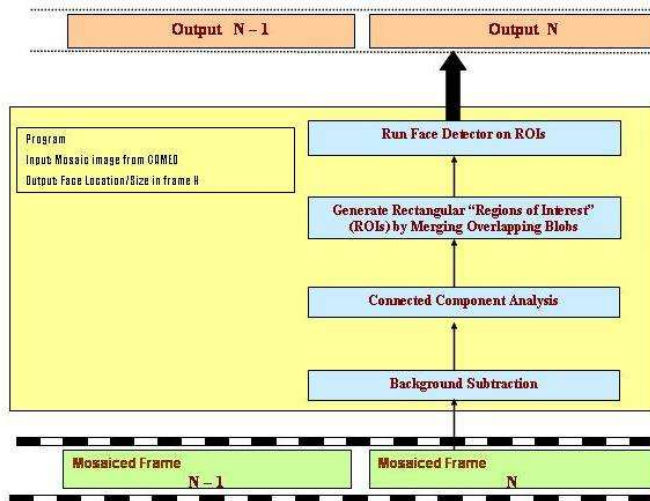 Output N – 1
Output N
Program
Input: Mosaic image from CAMEO
Output: Face Location/Size in frame N
Run Face Detector on ROIs
Generate Rectangular “Regions of Interest”
(ROIs) by Merging Overlapping Blobs
Connected Component Analysis
Background Subtraction
Mosaiced Frame
N – 1
Mosaiced Frame
N